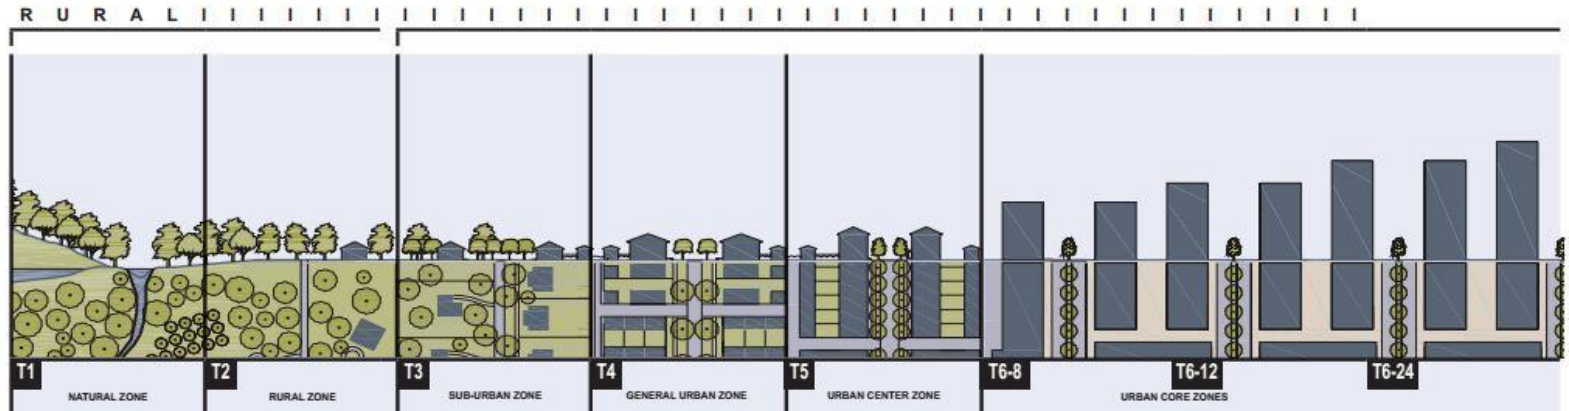 R U R A L I I I I I I I I I I I I I I I I I I I I I I I I I I I I I I I I I I I I I I I I
T1 T2 T3 T4 T5 T6-8 T6-12 T6-24
NATURAL ZONE RURAL ZONE SUB-URBAN ZONE GENERAL URBAN ZONE URBAN CENTER ZONE URBAN CORE ZONES